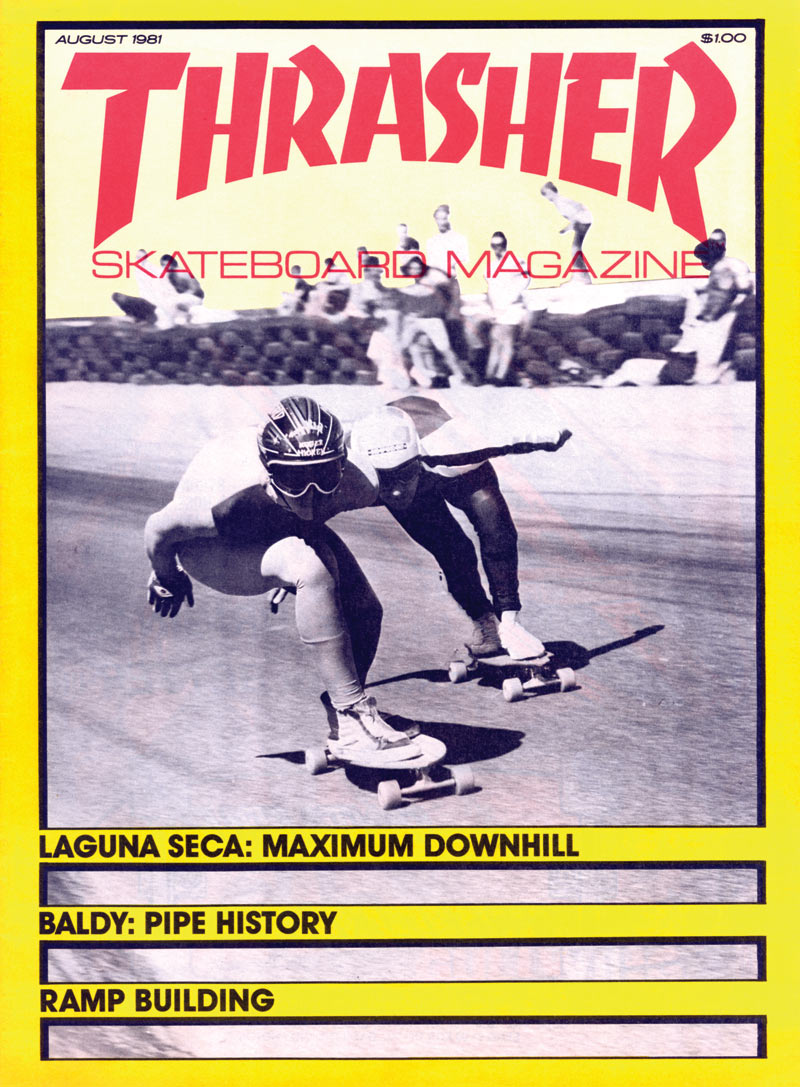 AUGUST 1981
$1.00
THRASHER
SKATEBOARD MAGAZINE
LAGUNA SECA: MAXIMUM DOWNHILL
BALDY: PIPE HISTORY
RAMP BUILDING